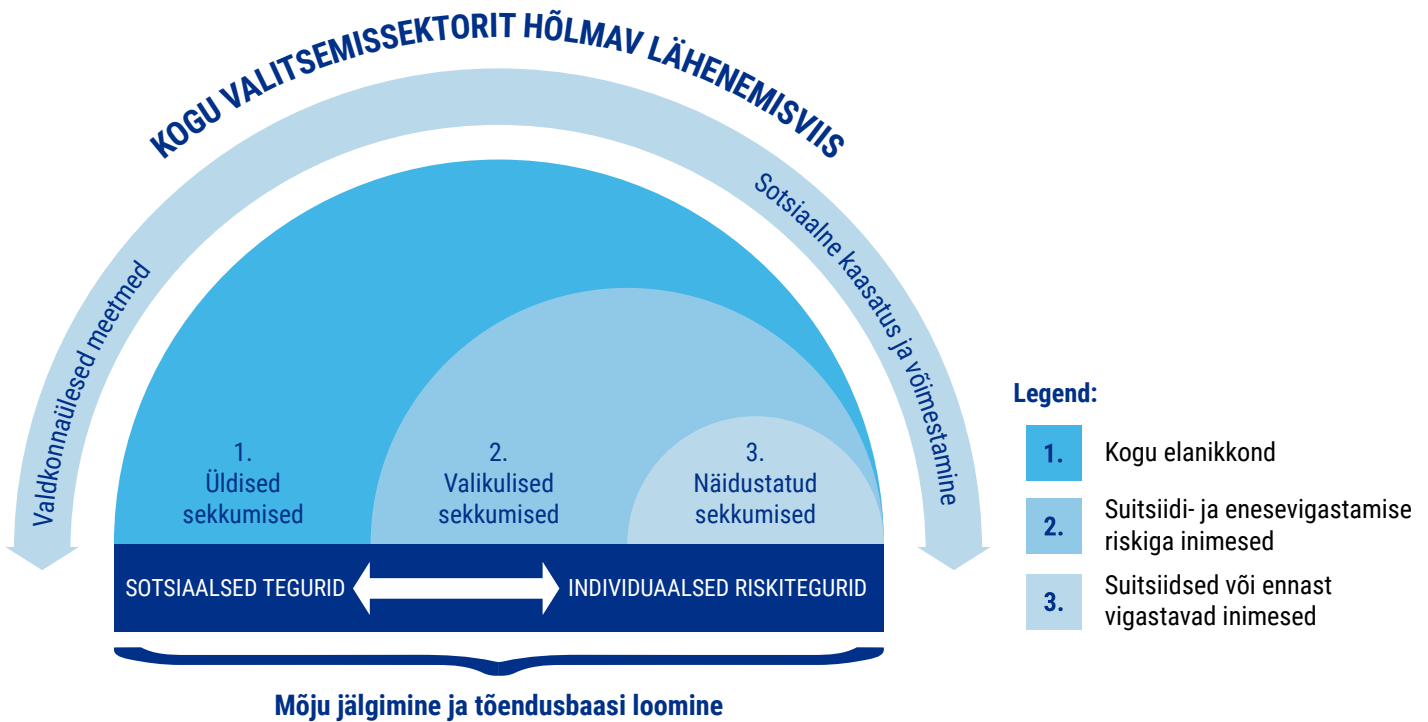 KOGU VALITSEMISSEKTORIT HÕLMAV LÄHENEMISVIIS
Valdkonnaülesed meetmed
Sotsiaalne kaasatus ja võimestamine
1.
Üldised
sekkumised
2.
Valikulised
sekkumised
3.
Näidustatud
sekkumised
SOTSIAALSED TEGURID
INDIVIDUAALSED RISKITEGURID
Mõju jälgimine ja tõendusbaasi loomine
Legend:
1.
Kogu elanikkond
2.
Suitsiidi- ja enesevigastamise
riskiga inimesed
3.
Suitsiidsed või ennast
vigastavad inimesed